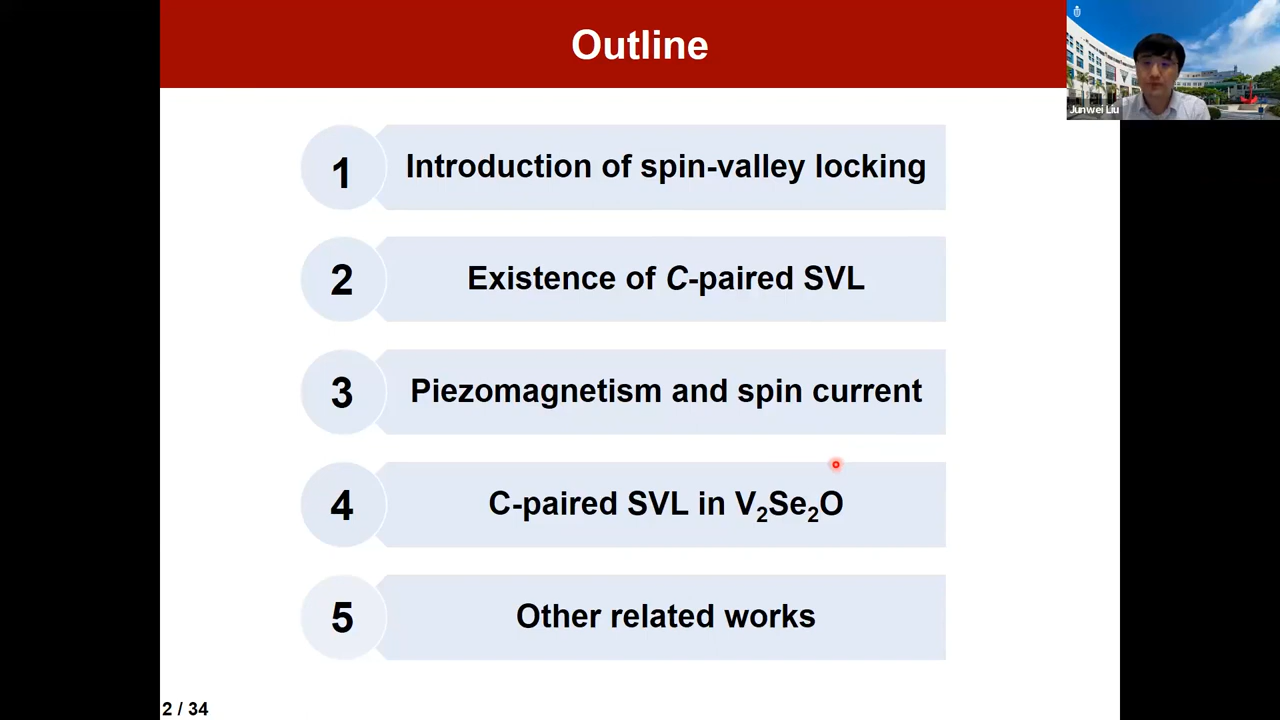 Outline
Junwei Liu
1
Introduction of spin-valley locking
2
Existence of C-paired SVL
3
Piezomagnetism and spin current
4
C-paired SVL in V₂Se₂O
5
Other related works
2 / 34